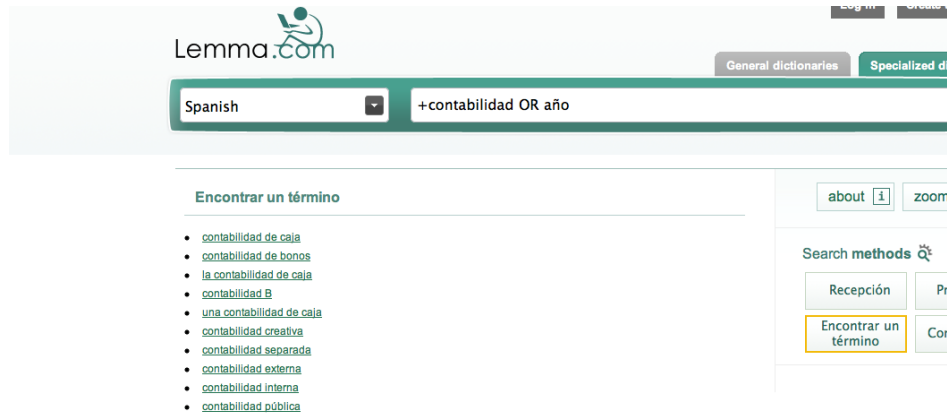 Lemma.com
General dictionaries
Specialized
Spanish
+contabilidad OR año
Encontrar un término
contabilidad de caja
contabilidad de bonos
la contabilidad de caja
contabilidad B
una contabilidad de caja
contabilidad creativa
contabilidad separada
contabilidad externa
contabilidad interna
contabilidad pública
about i
zoom
Search methods
Recepción
Encontrar un
término